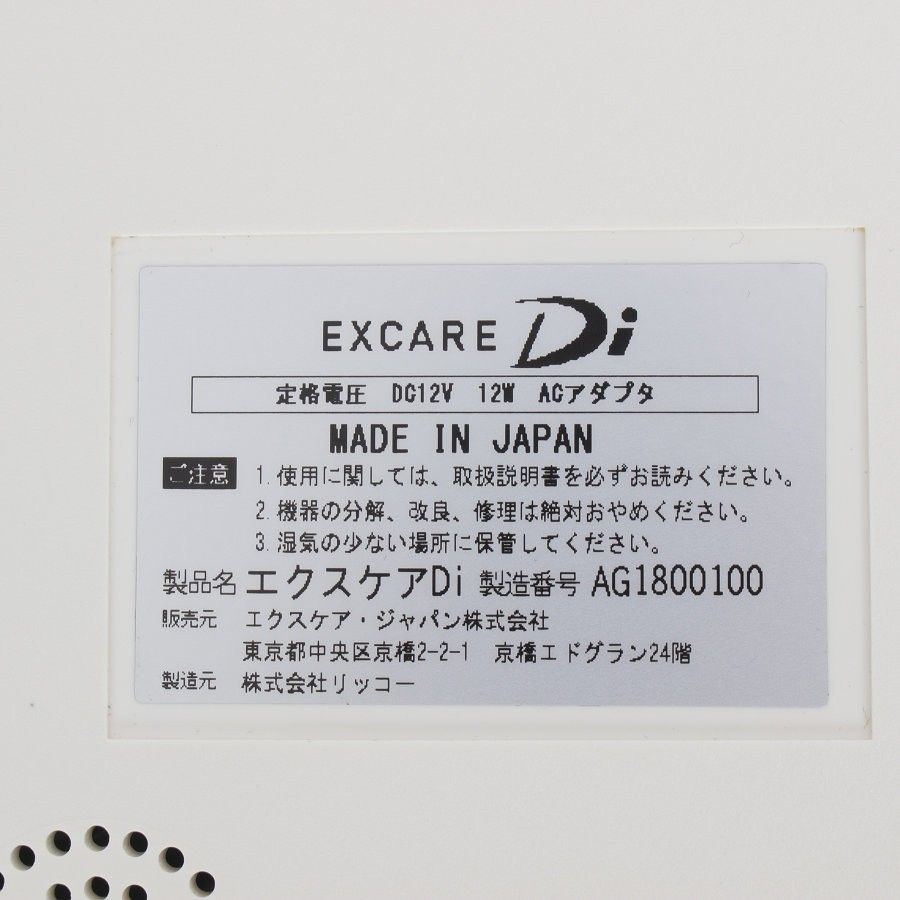 EXCARE Di
定格電圧 DC12V 12W ACアダプタ
MADE IN JAPAN
ご注意 1.使用に関しては、取扱説明書を必ずお読みください。
2.機器の分解、改良、修理は絶対おやめください。
3.湿気の少ない場所に保管してください。
製品名 エクスケアDi 製造番号 AG1800100
販売元 エクスケア・ジャパン株式会社
東京都中央区京橋2-2-1 京橋エドグラン24階
製造元 株式会社リッコー